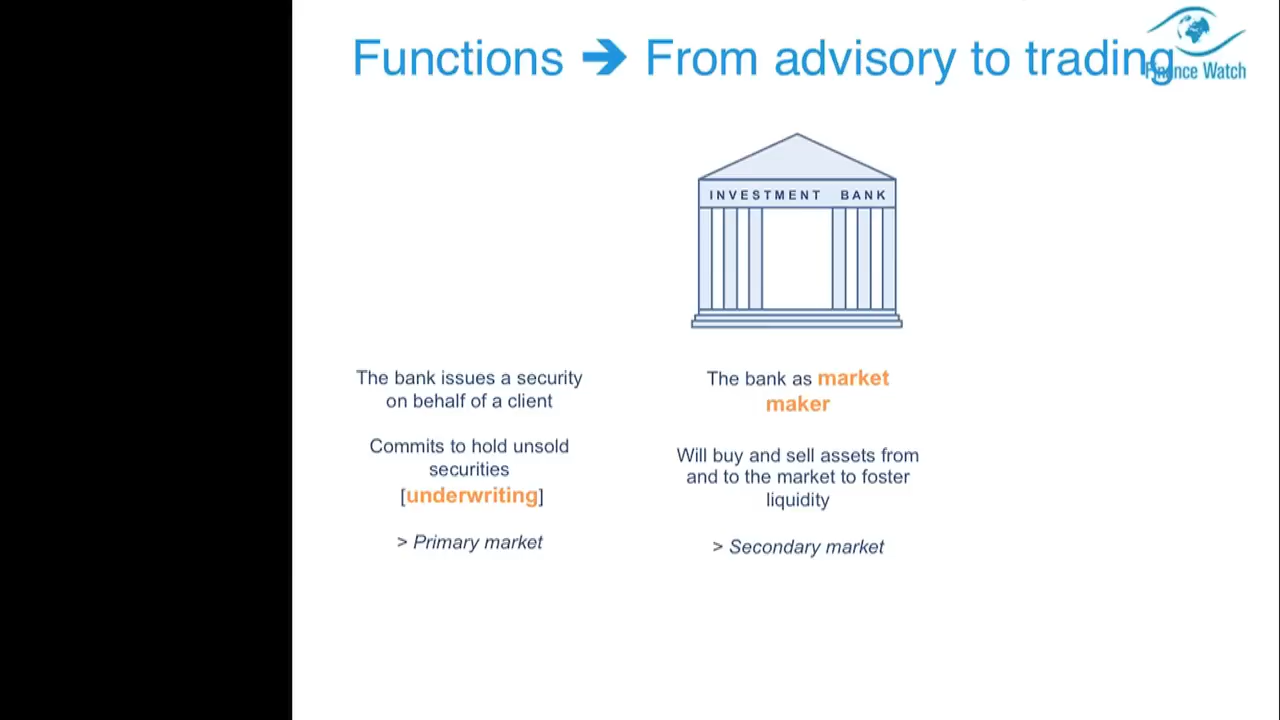 Functions ➔ From advisory to trading
Finance Watch
INVESTMENT BANK
The bank issues a security
on behalf of a client
Commits to hold unsold
securities
[underwriting]
> Primary market
The bank as market
maker
Will buy and sell assets from
and to the market to foster
liquidity
> Secondary market